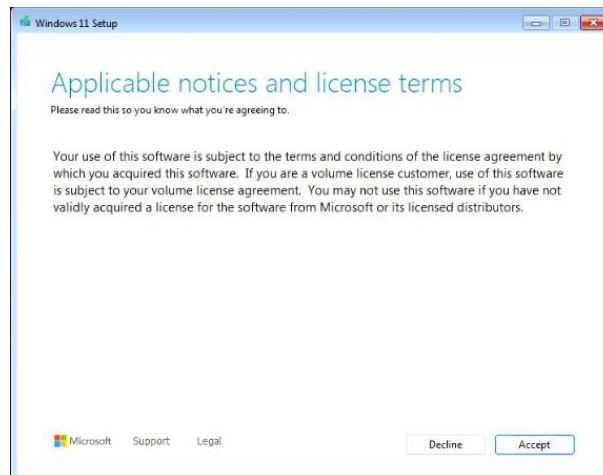 Windows 11 Setup
Applicable notices and license terms
Please read this so you know what you're agreeing to.
Your use of this software is subject to the terms and conditions of the license agreement by
which you acquired this software.  If you are a volume license customer, use of this software
is subject to your volume license agreement.  You may not use this software if you have not
validly acquired a license for the software from Microsoft or its licensed distributors.
Microsoft Support Legal Decline Accept